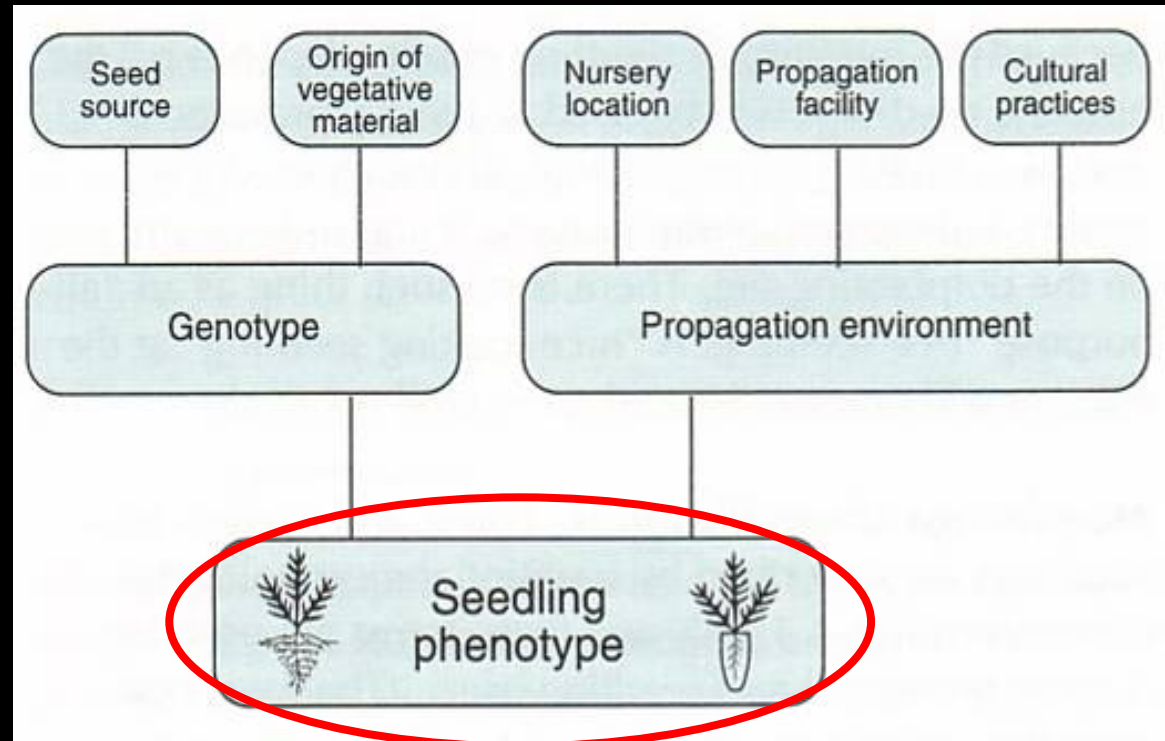 Seed
source
Origin of
vegetative
material
Nursery
location
Propagation
facility
Cultural
practices
Genotype
Propagation environment
Seedling
phenotype